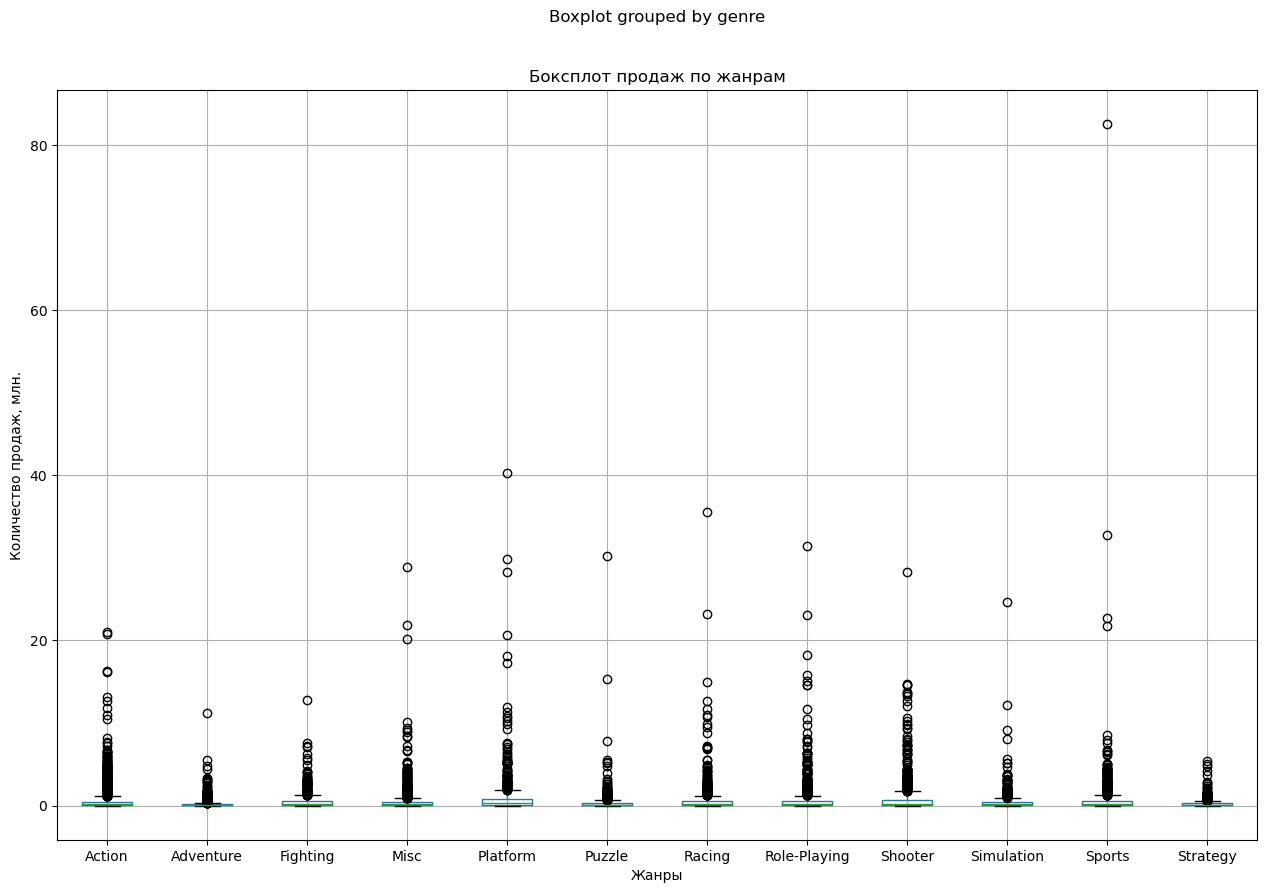 Boxplot grouped by genre
Боксплот продаж по жанрам
80
60
40
20
0
Количество продаж, млн.
Action Adventure Fighting Misc Platform Puzzle Racing Role-Playing Shooter Simulation Sports Strategy
Жанры